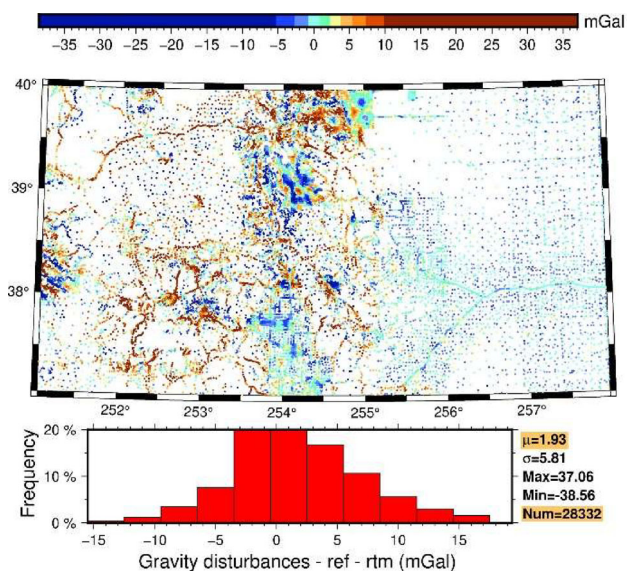 −35 −30 −25 −20 −15 −10 −5 0 5 10 15 20 25 30 35 mGal
40°
39°
38°
252° 253° 254° 255° 256° 257°
20 %
10 %
0 %
Frequency
−15 −10 −5 0 5 10 15
Gravity disturbances - ref - rtm (mGal)
μ=1.93
σ=5.81
Max=37.06
Min=-38.56
Num=28332